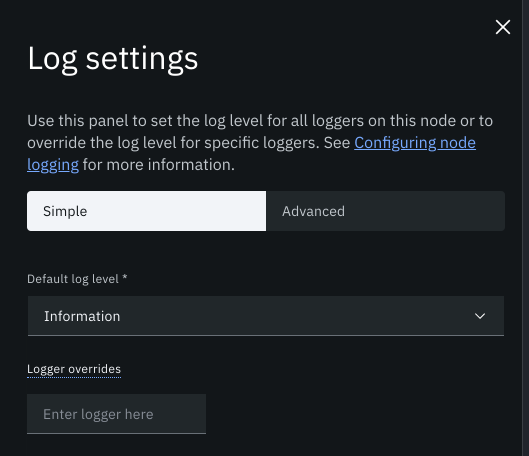 Log settings
Use this panel to set the log level for all loggers on this node or to
override the log level for specific loggers. See Configuring node
logging for more information.
Simple
Advanced
Default log level *
Information
Logger overrides
Enter logger here